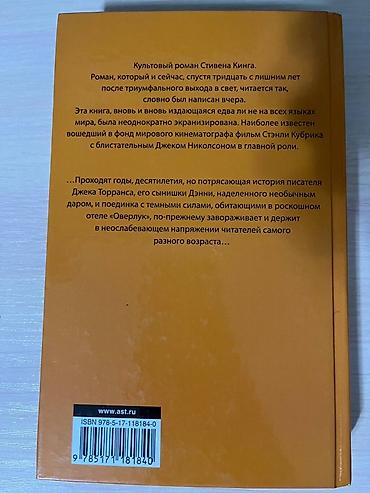 Культовый роман Стивена Кинга.
Роман, который и сейчас, спустя тридцать с лишним лет
после триумфального выхода в свет, читается так,
словно был написан вчера.
Эта книга, вновь и вновь издающаяся едва ли не на всех языках
мира, была неоднократно экранизирована. Наиболее известен
вошедший в фонд мирового кинематографа фильм Стэнли Кубрика
с блистательным Джеком Николсоном в главной роли.
...Проходят годы, десятилетия, но потрясающая история писателя
Джека Торранса, его сынишки Дэнни, наделенного необычным
даром, и поединка с темными силами, обитающими в роскошном
отеле «Оверлук», по-прежнему завораживает и держит
в неослабевающем напряжении читателей самого
разного возраста...
www.ast.ru
ISBN 978-5-17-118184-0
9 785171 181840